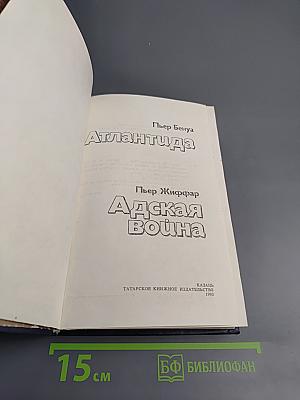 Пьер Бенуа
Атлантида
Пьер Жиффар
Адская
война
КАЗАНЬ
ТАТАРСКОЕ КНИЖНОЕ ИЗДАТЕЛЬСТВО
15 см
БФ БИБЛИОФАН